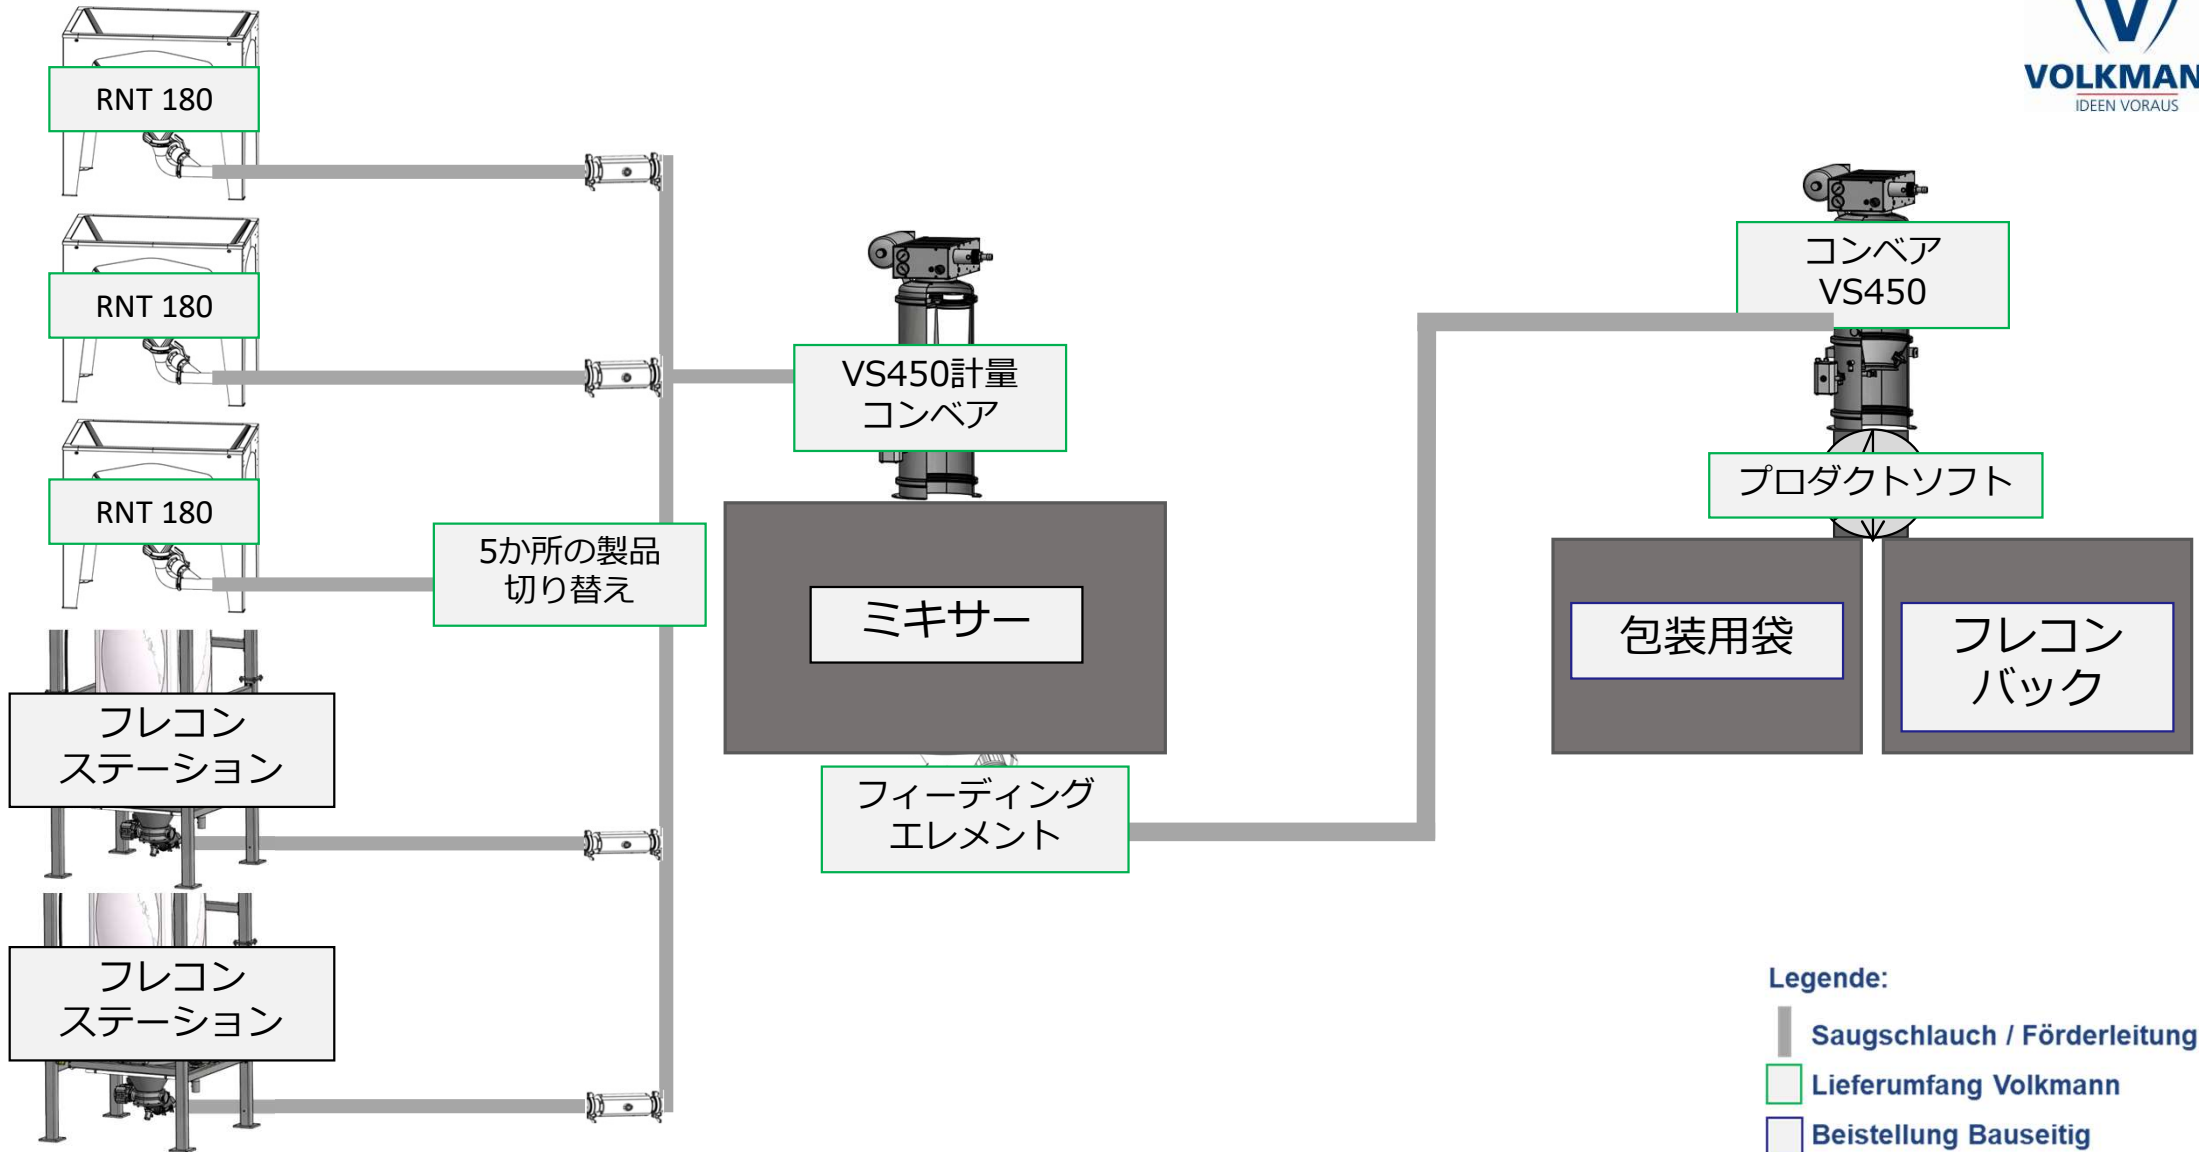 VOLKMAN
IDEEN VORAUS
RNT 180
RNT 180
RNT 180
5か所の製品
切り替え
フレコン
ステーション
フレコン
ステーション
VS450計量
コンベア
ミキサー
フィーディング
エレメント
コンベア
VS450
プロダクトソフト
包装用袋
フレコン
バック
Legende:
Saugschlauch / Förderleitung
Lieferumfang Volkmann
Beistellung Bauseitig